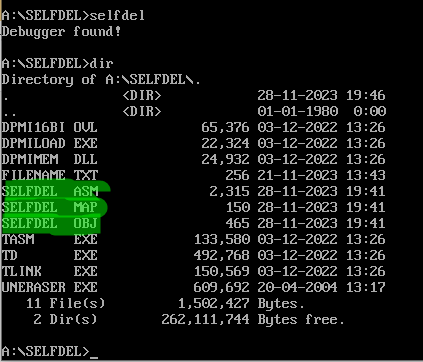 A:\SELFDEL>selfdel
Debugger found!
A:\SELFDEL>dir
Directory of A:\SELFDEL\.
. <DIR> 28-11-2023 19:46
.. <DIR> 01-01-1980 0:00
DPMI16BI OVL 65,376 03-12-2022 13:26
DPMILOAD EXE 22,324 03-12-2022 13:26
DPMIMEM DLL 24,932 03-12-2022 13:26
FILENAME TXT 256 21-11-2023 13:43
SELFDEL ASM 2,315 28-11-2023 19:41
SELFDEL MAP 150 28-11-2023 19:41
SELFDEL OBJ 465 28-11-2023 19:41
TASM EXE 133,580 03-12-2022 13:26
TD EXE 492,768 03-12-2022 13:26
TLINK EXE 150,569 03-12-2022 13:26
UNERASER EXE 609,692 20-04-2004 13:17
11 File(s) 1,502,427 Bytes.
2 Dir(s) 262,111,744 Bytes free.
A:\SELFDEL>_